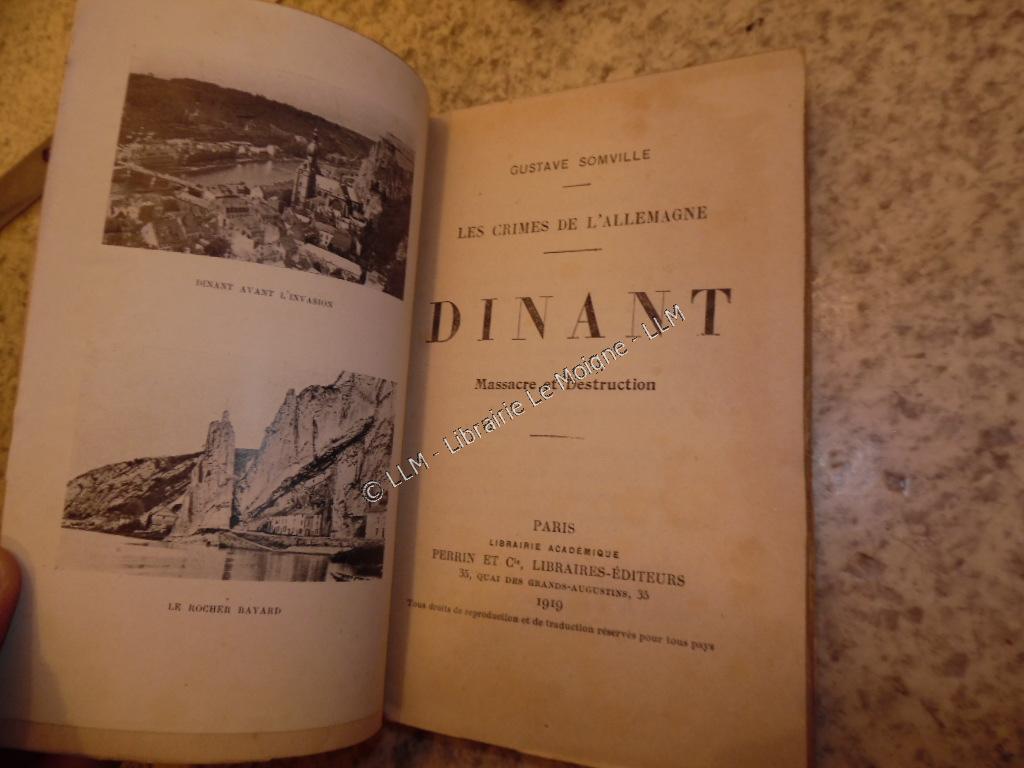 DINANT AVANT L'INVASION
LE ROCHER BAYARD
GUSTAVE SOMVILLE
LES CRIMES DE L'ALLEMAGNE
DINANT
Massacre et Destruction
PARIS
LIBRAIRIE ACADÉMIQUE
PERRIN ET Cie, LIBRAIRES-ÉDITEURS
35, QUAI DES GRANDS-AUGUSTINS, 35
1919
Tous droits de reproduction et de traduction réservés pour tous pays
© LLM - Librairie Le Moigne - LLM